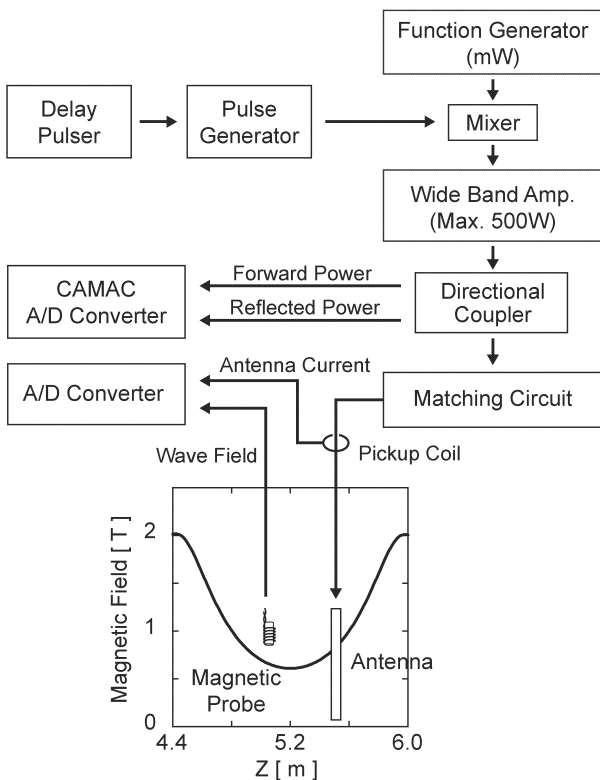 Function Generator
(mW)
Delay
Pulser
Pulse
Generator
Mixer
Wide Band Amp.
(Max. 500W)
CAMAC
A/D Converter
Forward Power
Reflected Power
Directional
Coupler
A/D Converter
Antenna Current
Matching Circuit
Wave Field
Pickup Coil
Magnetic Field [ T ]
2
1
0
Magnetic
Probe
Antenna
4.4
5.2
6.0
Z [ m ]